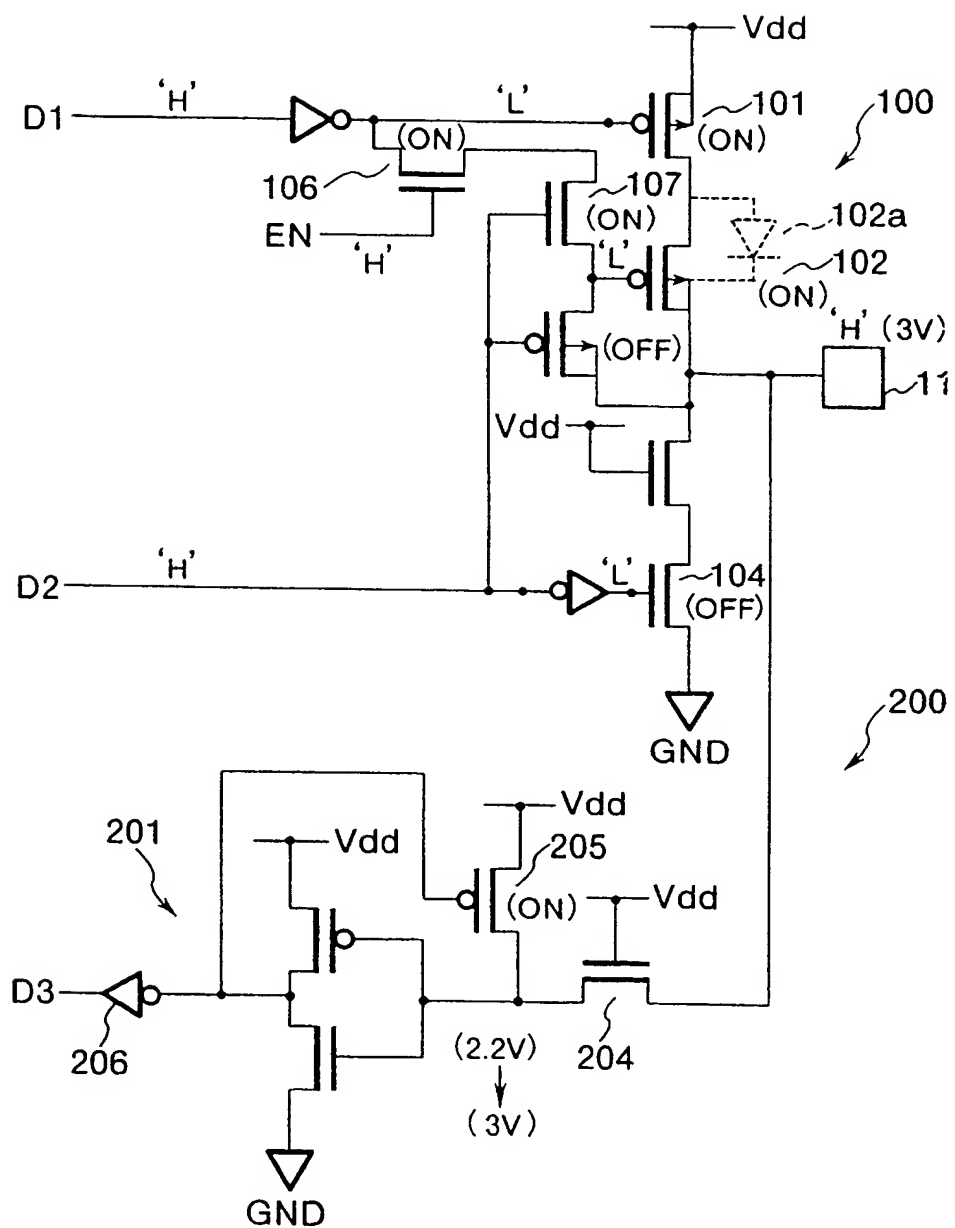 Vdd
D1
'H'
'L'
101
(ON)
100
(ON)
106
107
(ON)
102a
EN
'H'
'L'
102
(ON)
'H' (3V)
(OFF)
11
Vdd
D2
'H'
'L'
104
(OFF)
GND
200
Vdd
201
Vdd
205
(ON)
Vdd
D3
206
(2.2V)
204
(3V)
GND